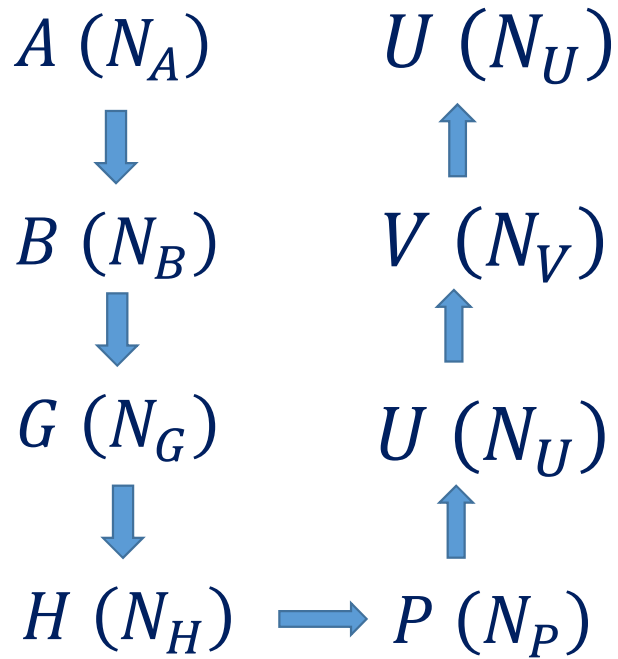 A (N_A)
B (N_B)
G (N_G)
H (N_H)
P (N_P)
U (N_U)
V (N_V)
U (N_U)